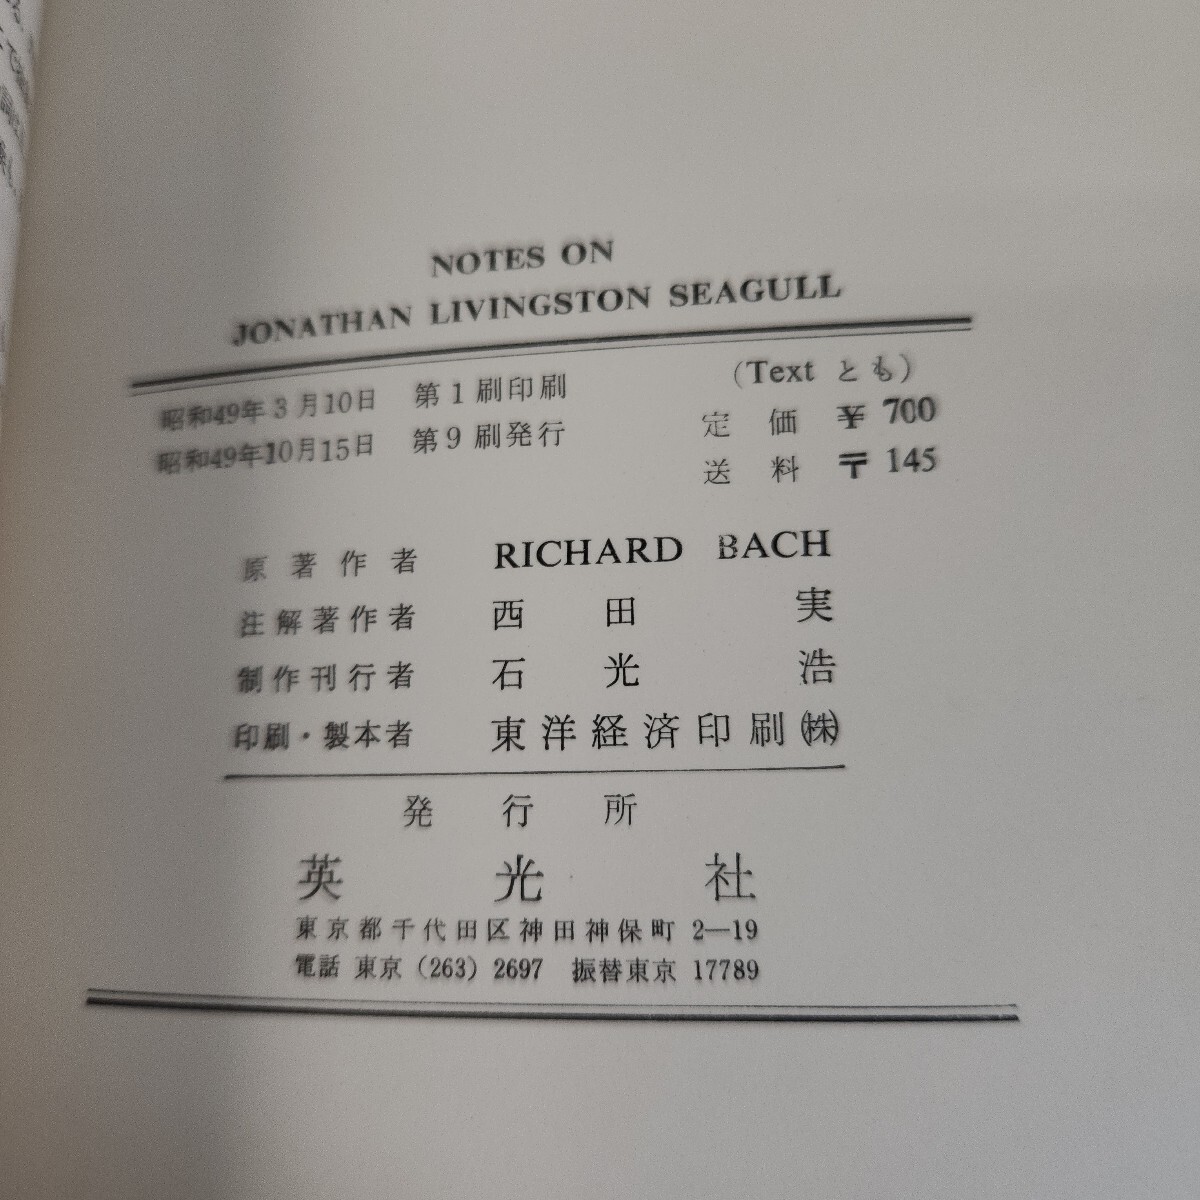 NOTES ON
JONATHAN LIVINGSTON SEAGULL
昭和49年3月10日 第1刷印刷 (Text とも)
昭和49年10月15日 第9刷発行 定価 ¥ 700
送料 〒 145
原著作者 RICHARD BACH
注解著作者 西田 実
制作刊行者 石光 浩
印刷・製本者 東洋経済印刷㈱
発行所
英光社
東京都千代田区神田神保町 2—19
電話 東京 (263) 2697 振替東京 17789